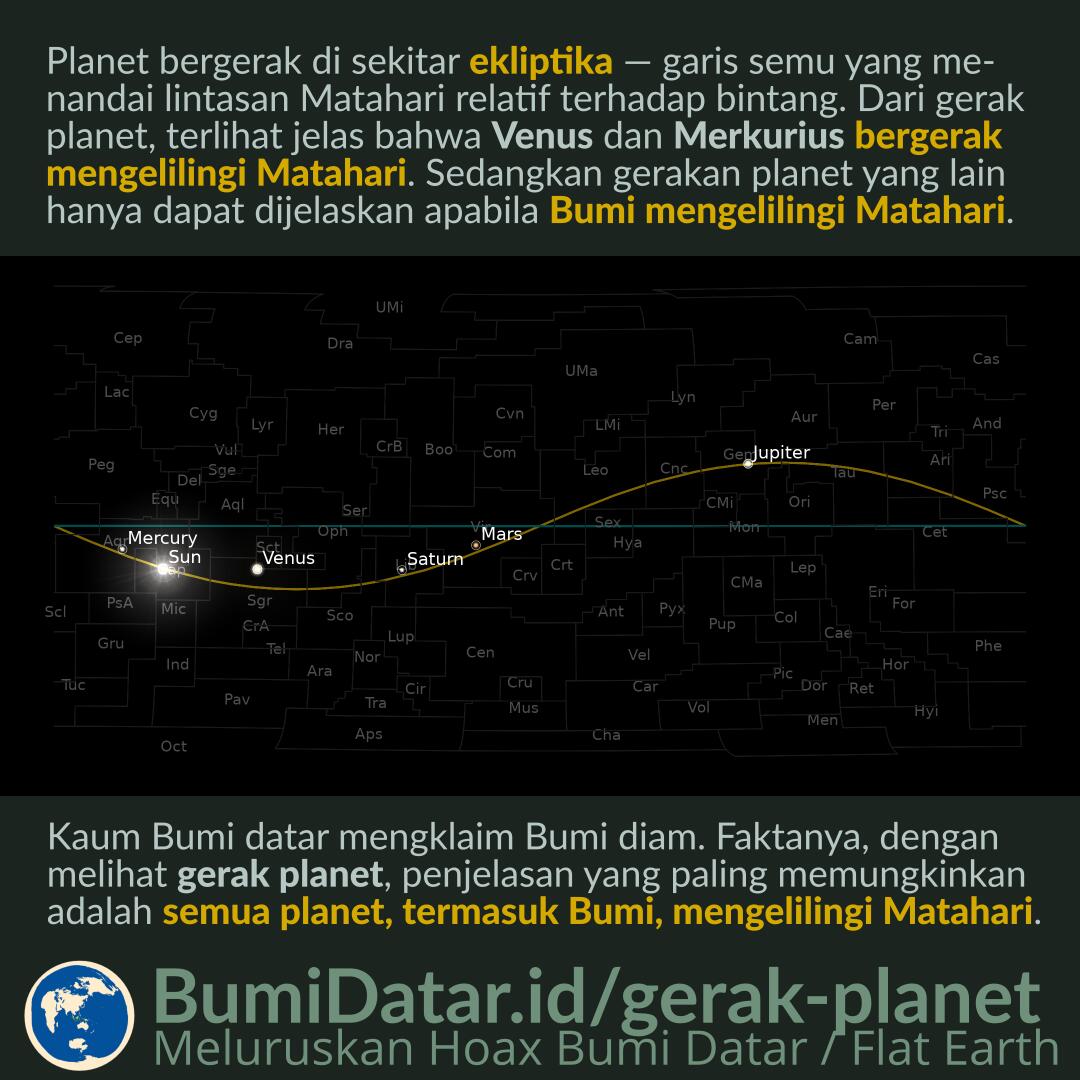 Planet bergerak di sekitar ekliptika — garis semu yang me-
nandai lintasan Matahari relatif terhadap bintang. Dari gerak
planet, terlihat jelas bahwa Venus dan Merkurius bergerak
mengelilingi Matahari. Sedangkan gerakan planet yang lain
hanya dapat dijelaskan apabila Bumi mengelilingi Matahari.
UMi
Cep
Dra
Cam
Cas
UMa
Lac
Lyn
Cyg
Lyr
Her
Cvn
LMi
Aur
Per
And
Tri
Vul
CrB
Boo
Com
Gem
Jupiter
Peg
Sge
Leo
Cnc
Tau
Ari
Del
Equ
Aql
Ser
CMi
Ori
Psc
Oph
Vir
Sex
Mon
Cet
Aqr
Mercury
Sct
Mars
Hya
Sun
Venus
Lib
Saturn
Crv
Crt
Lep
CMa
Eri
For
Scl
PsA
Mic
Sgr
Sco
Ant
Pyx
Pup
Col
CrA
Cae
Gru
Tel
Lup
Phe
Ind
Ara
Nor
Cen
Vel
Hor
Tuc
Pav
Cir
Cru
Car
Pic
Dor
Ret
Tra
Mus
Vol
Hyi
Men
Oct
Aps
Cha
Kaum Bumi datar mengklaim Bumi diam. Faktanya, dengan
melihat gerak planet, penjelasan yang paling memungkinkan
adalah semua planet, termasuk Bumi, mengelilingi Matahari.
BumiDatar.id/gerak-planet
Meluruskan Hoax Bumi Datar / Flat Earth